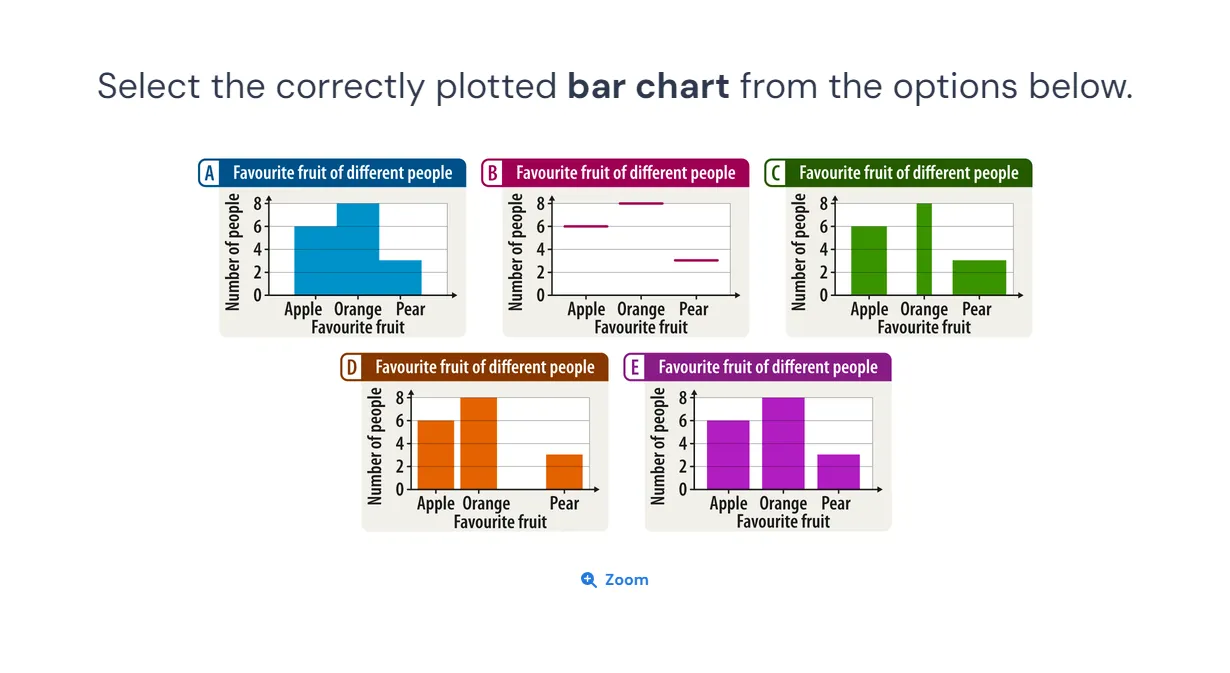 Select the correctly plotted bar chart from the options below.
A Favourite fruit of different people
Number of people
8
6
4
2
0
Apple Orange Pear
Favourite fruit
B Favourite fruit of different people
Number of people
8
6
4
2
0
Apple Orange Pear
Favourite fruit
C Favourite fruit of different people
Number of people
8
6
4
2
0
Apple Orange Pear
Favourite fruit
D Favourite fruit of different people
Number of people
8
6
4
2
0
Apple Orange Pear
Favourite fruit
E Favourite fruit of different people
Number of people
8
6
4
2
0
Apple Orange Pear
Favourite fruit
Zoom